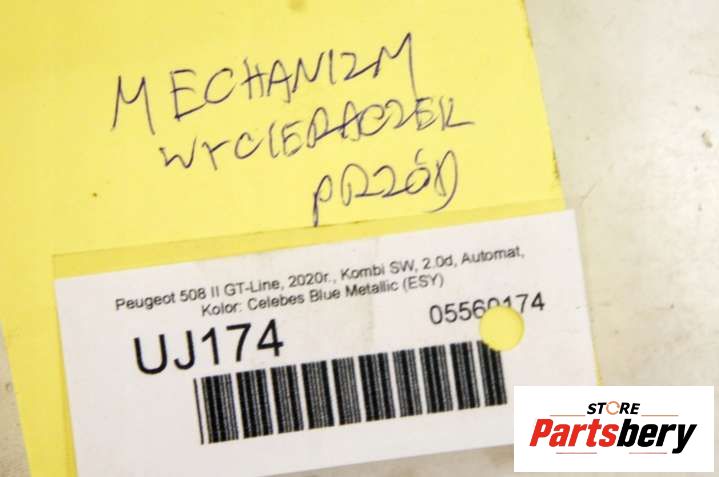 MECHANIZM
WYCIERACZEK
PRZÓD
Peugeot 508 II GT-Line, 2020r., Kombi SW, 2.0d, Automat,
Kolor: Celebes Blue Metallic (ESY)
05560174
UJ174
STORE
Partsbery